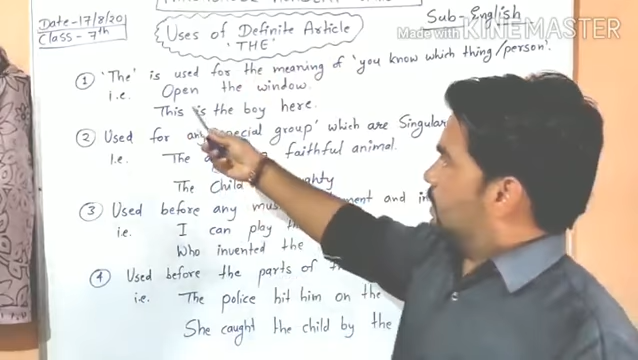 Date-17/8/20
Class-7th
Sub-English
Made with KINEMASTER
Uses of Definite Article
'THE'
① 'The' is used for the meaning of 'you know which thing/person'.
i.e. Open the window.
This is the boy here.
② Used for any special group' which are Singular
i.e. The faithful animal.
The Child
③ Used before any and
i.e. I can play
Who invented the
④ Used before the parts of
i.e. The police hit him on the
She caught the child by the